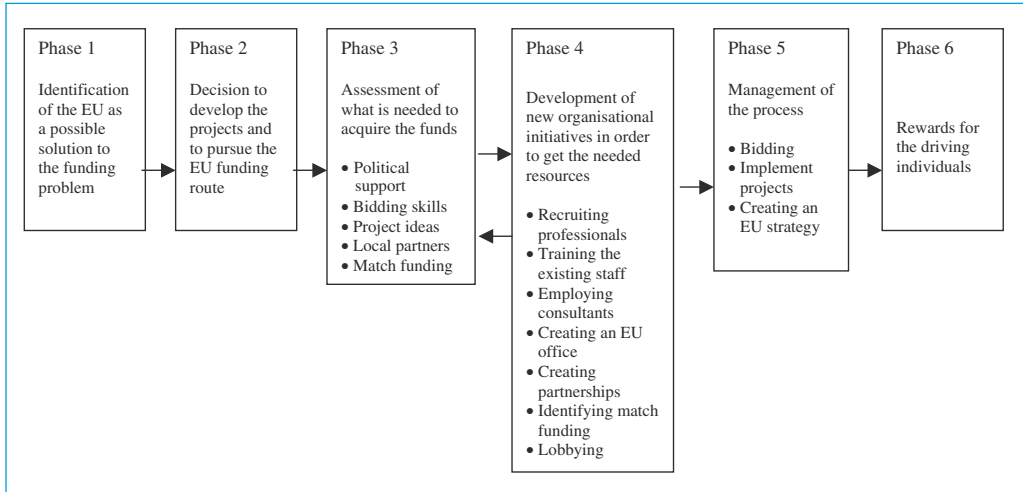 Phase 1
Identification
of the EU as
a possible
solution to
the funding
problem
Phase 2
Decision to
develop the
projects and
to pursue the
EU funding
route
Phase 3
Assessment of
what is needed to
acquire the funds
• Political
support
• Bidding skills
• Project ideas
• Local partners
• Match funding
Phase 4
Development of
new organisational
initiatives in order
to get the needed
resources
• Recruiting
professionals
• Training the
existing staff
• Employing
consultants
• Creating an EU
office
• Creating
partnerships
• Identifying match
funding
• Lobbying
Phase 5
Management of
the process
• Bidding
• Implement
projects
• Creating an
EU strategy
Phase 6
Rewards for
the driving
individuals